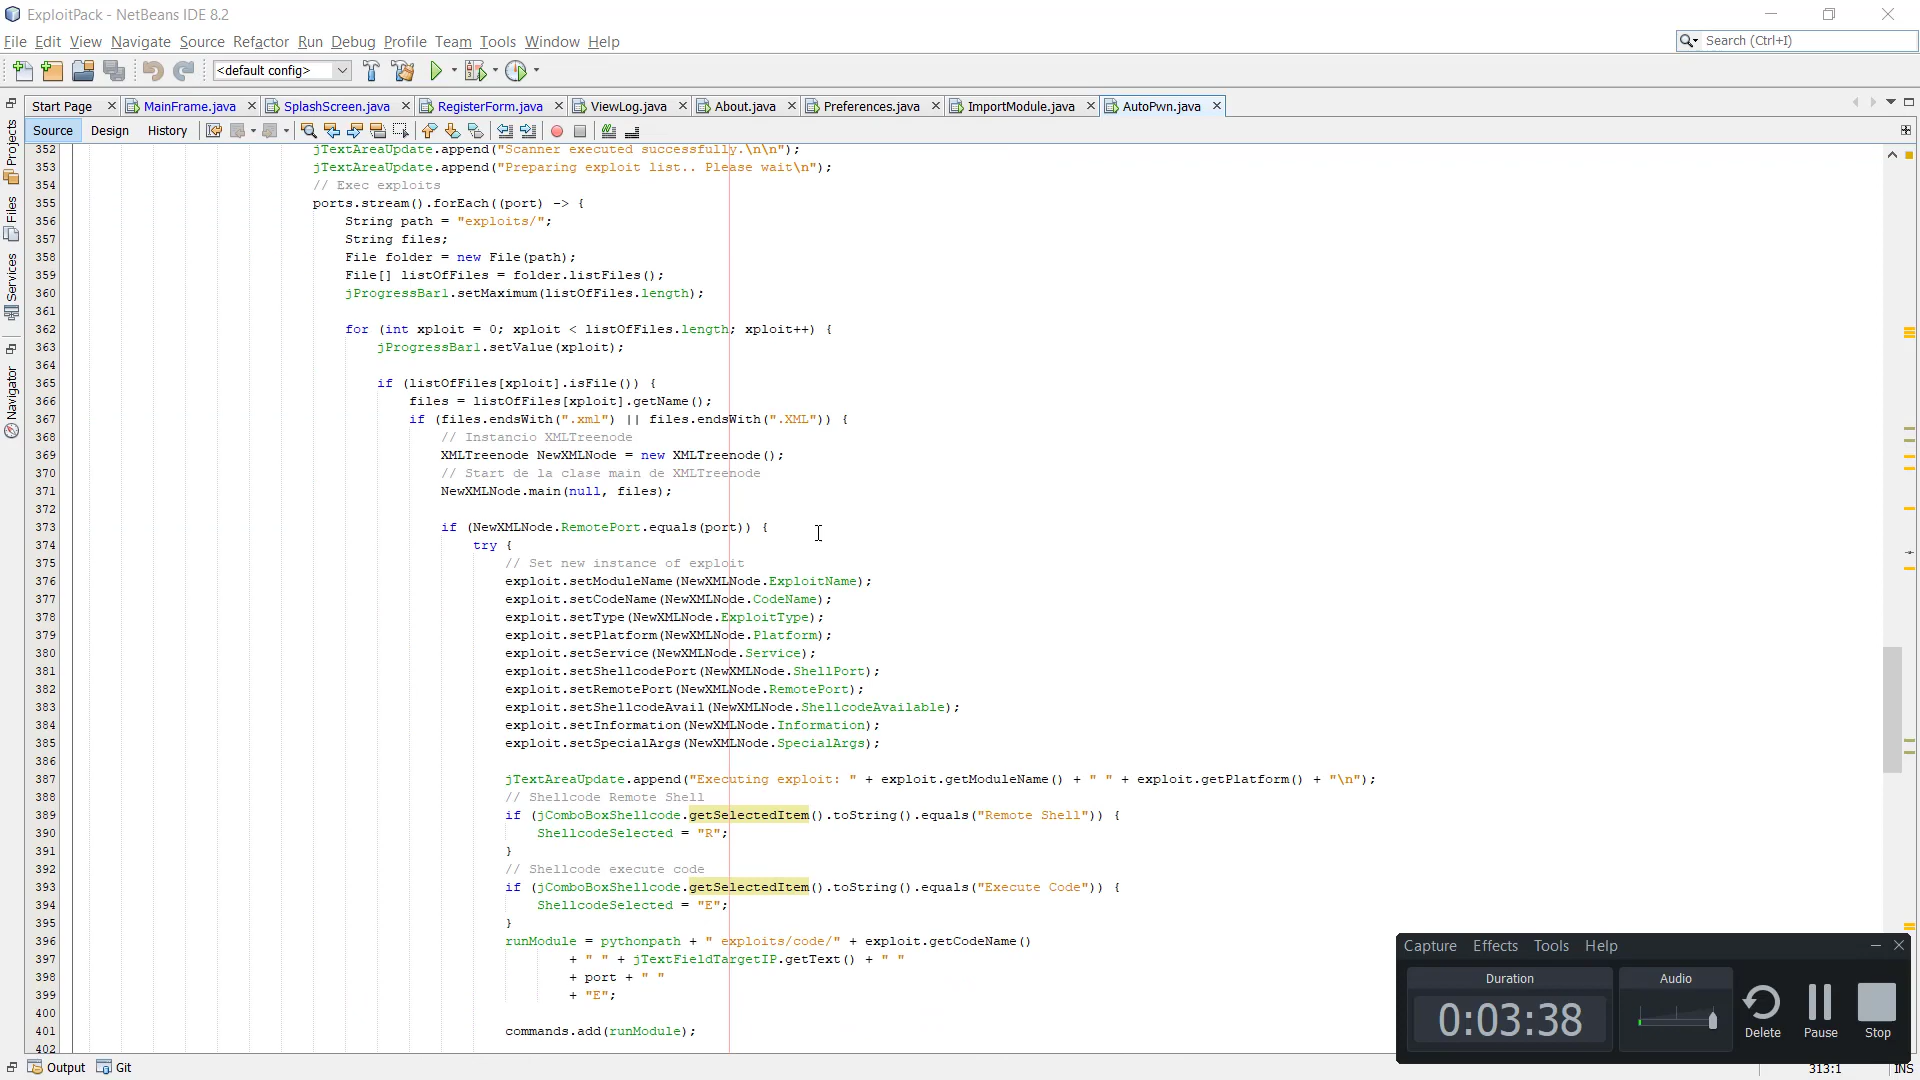 ExploitPack - NetBeans IDE 8.2
File Edit View Navigate Source Refactor Run Debug Profile Team Tools Window Help
Search (Ctrl+I)
<default config>
Start Page MainFrame.java SplashScreen.java RegisterForm.java ViewLog.java About.java Preferences.java ImportModule.java AutoPwn.java
Source Design History
Projects
Files
Services
Navigator
352 jTextAreaUpdate.append("Scanner executed successfully.\n\n");
353 jTextAreaUpdate.append("Preparing exploit list.. Please wait\n");
354 // Exec exploits
355 ports.stream().forEach((port) -> {
356 String path = "exploits/";
357 String files;
358 File folder = new File(path);
359 File[] listOfFiles = folder.listFiles();
360 jProgressBar1.setMaximum(listOfFiles.length);
361
362 for (int xploit = 0; xploit < listOfFiles.length; xploit++) {
363 jProgressBar1.setValue(xploit);
364
365 if (listOfFiles[xploit].isFile()) {
366 files = listOfFiles[xploit].getName();
367 if (files.endsWith(".xml") || files.endsWith(".XML")) {
368 // Instancio XMLTreenode
369 XMLTreenode NewXMLNode = new XMLTreenode();
370 // Start de la clase main de XMLTreenode
371 NewXMLNode.main(null, files);
372
373 if (NewXMLNode.RemotePort.equals(port)) {
374 try {
375 // Set new instance of exploit
376 exploit.setModuleName(NewXMLNode.ExploitName);
377 exploit.setCodeName(NewXMLNode.CodeName);
378 exploit.setType(NewXMLNode.ExploitType);
379 exploit.setPlatform(NewXMLNode.Platform);
380 exploit.setService(NewXMLNode.Service);
381 exploit.setShellcodePort(NewXMLNode.ShellPort);
382 exploit.setRemotePort(NewXMLNode.RemotePort);
383 exploit.setShellcodeAvail(NewXMLNode.ShellcodeAvailable);
384 exploit.setInformation(NewXMLNode.Information);
385 exploit.setSpecialArgs(NewXMLNode.SpecialArgs);
386
387 jTextAreaUpdate.append("Executing exploit: " + exploit.getModuleName() + " " + exploit.getPlatform() + "\n");
388 // Shellcode Remote Shell
389 if (jComboBoxShellcode.getSelectedItem().toString().equals("Remote Shell")) {
390 ShellcodeSelected = "R";
391 }
392 // Shellcode execute code
393 if (jComboBoxShellcode.getSelectedItem().toString().equals("Execute Code")) {
394 ShellcodeSelected = "E";
395 }
396 runModule = pythonpath + " exploits/code/" + exploit.getCodeName()
397 + " " + jTextFieldTargetIP.getText() + " "
398 + port + " "
399 + "E";
400
401 commands.add(runModule);
402
Capture Effects Tools Help
Duration Audio
0:03:38
Delete Pause Stop
Output Git
313:1 INS